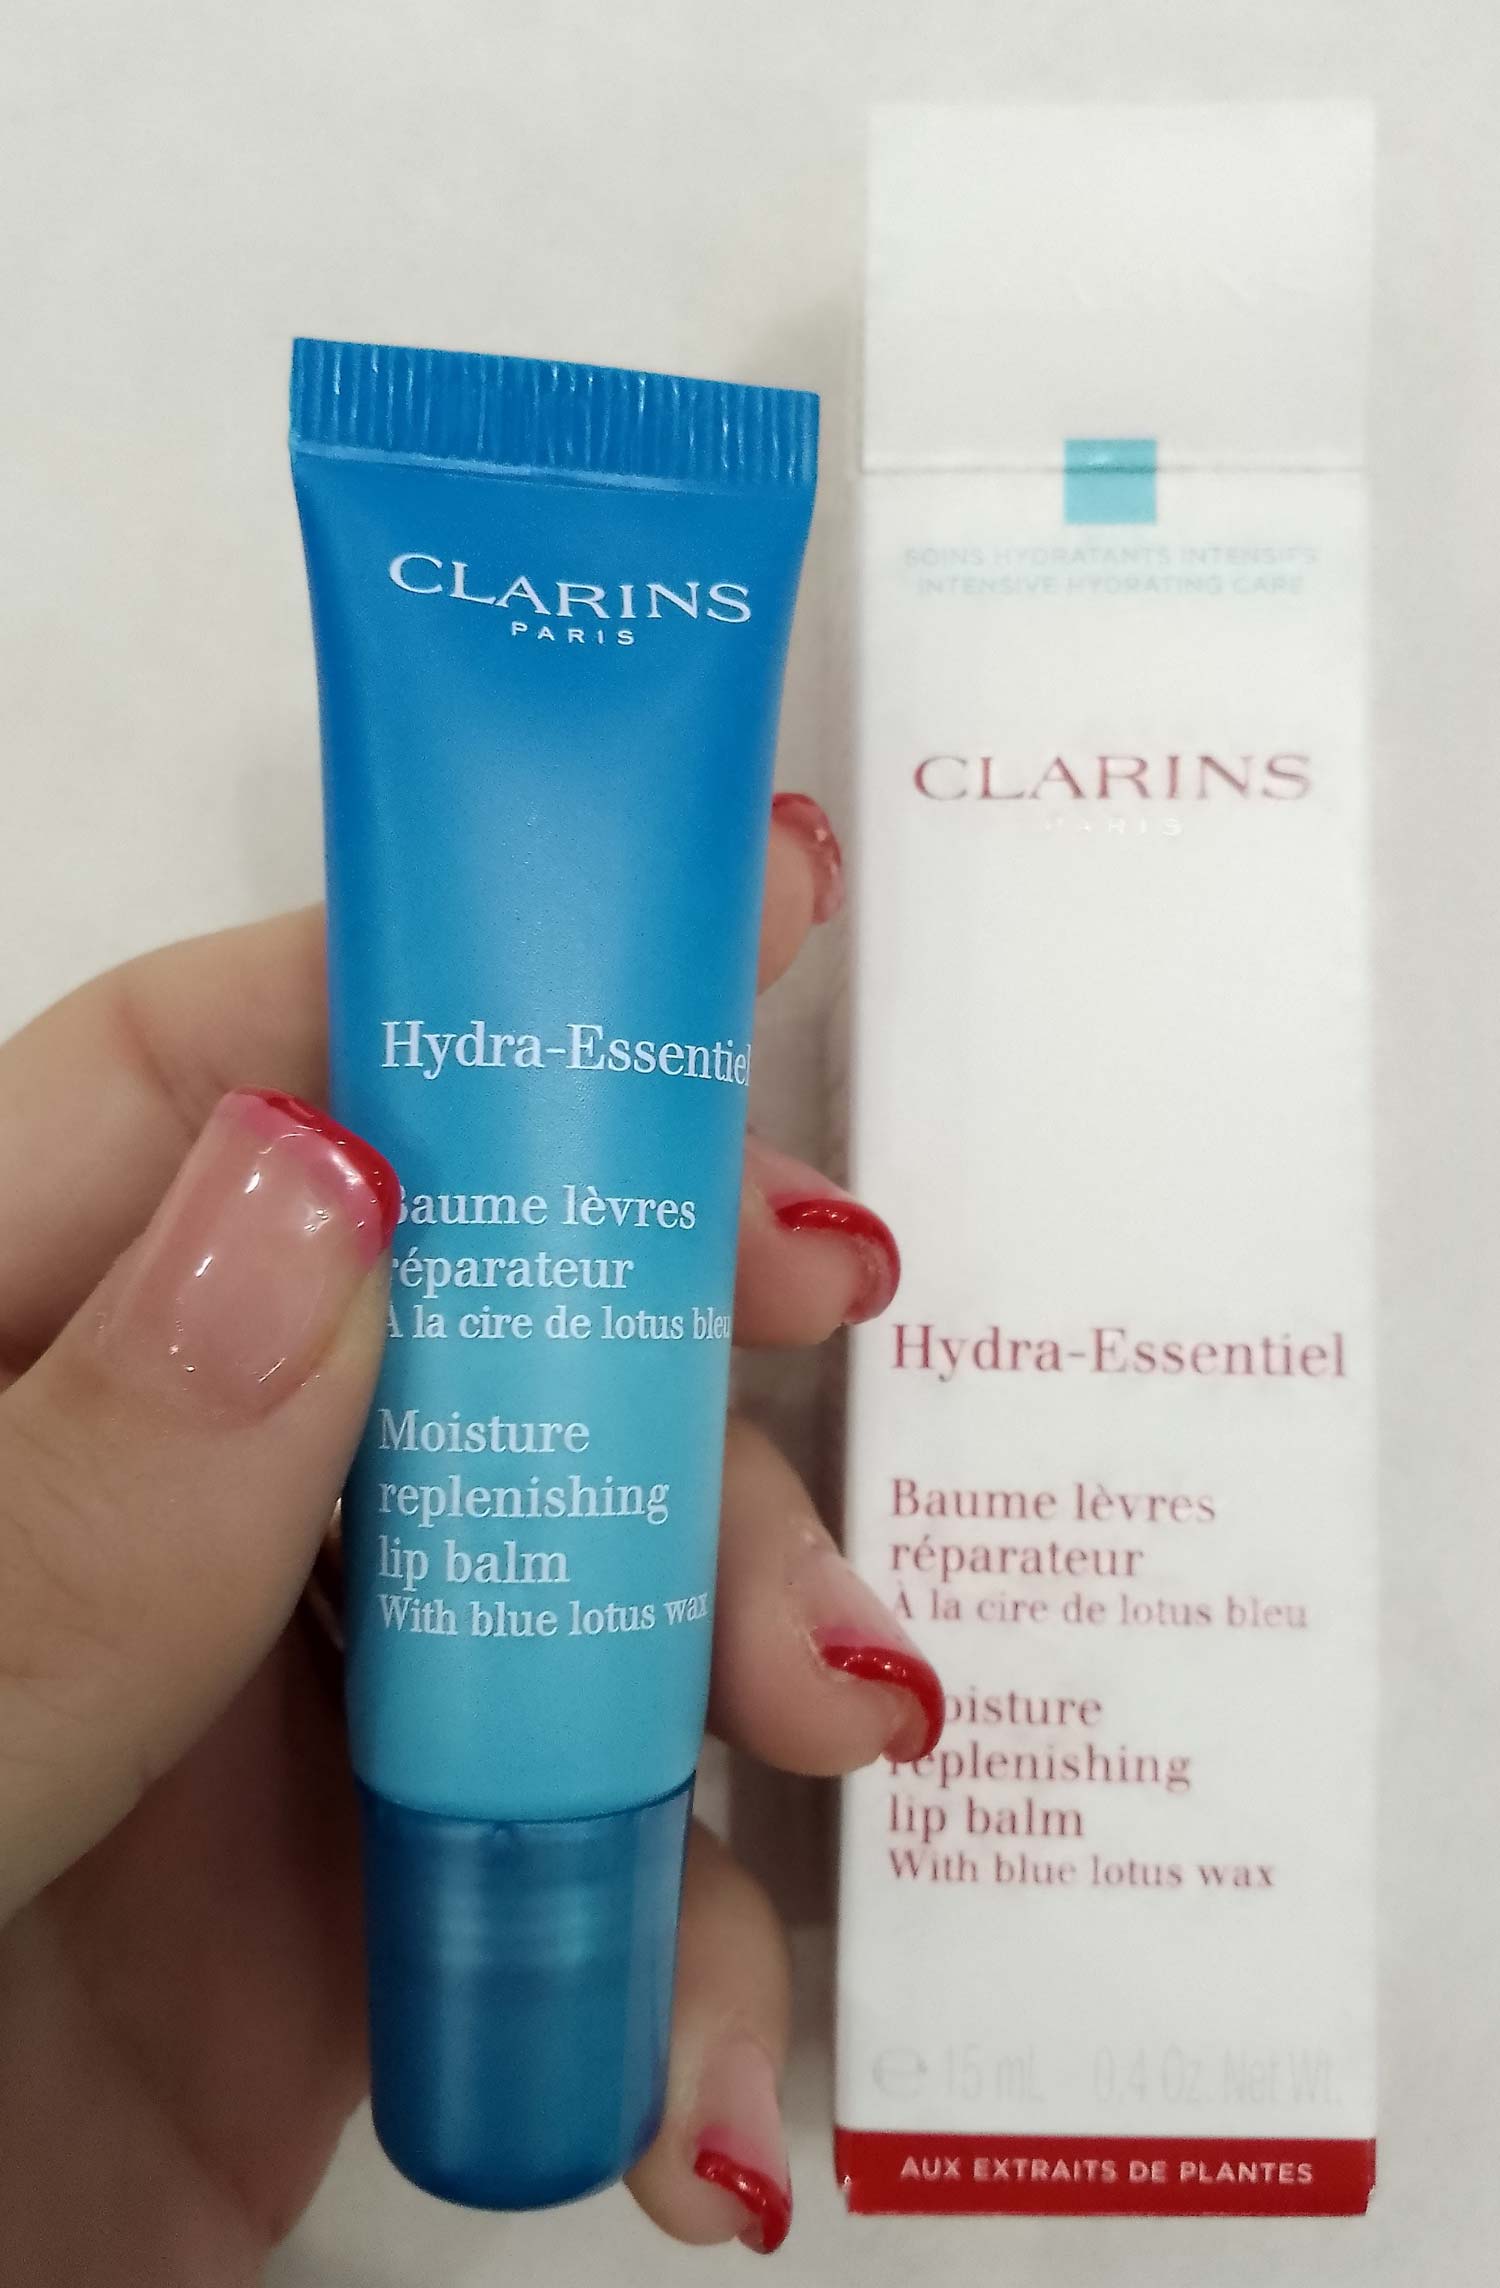 CLARINS
PARIS
Hydra-Essentiel
Baume lèvres
réparateur
À la cire de lotus bleu
Moisture
replenishing
lip balm
With blue lotus wax
SOINS HYDRATANTS INTENSIFS
INTENSIVE HYDRATING CARE
CLARINS
PARIS
Hydra-Essentiel
Baume lèvres
réparateur
À la cire de lotus bleu
Moisture
replenishing
lip balm
With blue lotus wax
℮ 15 mL 0.4 Oz. Net Wt.
AUX EXTRAITS DE PLANTES